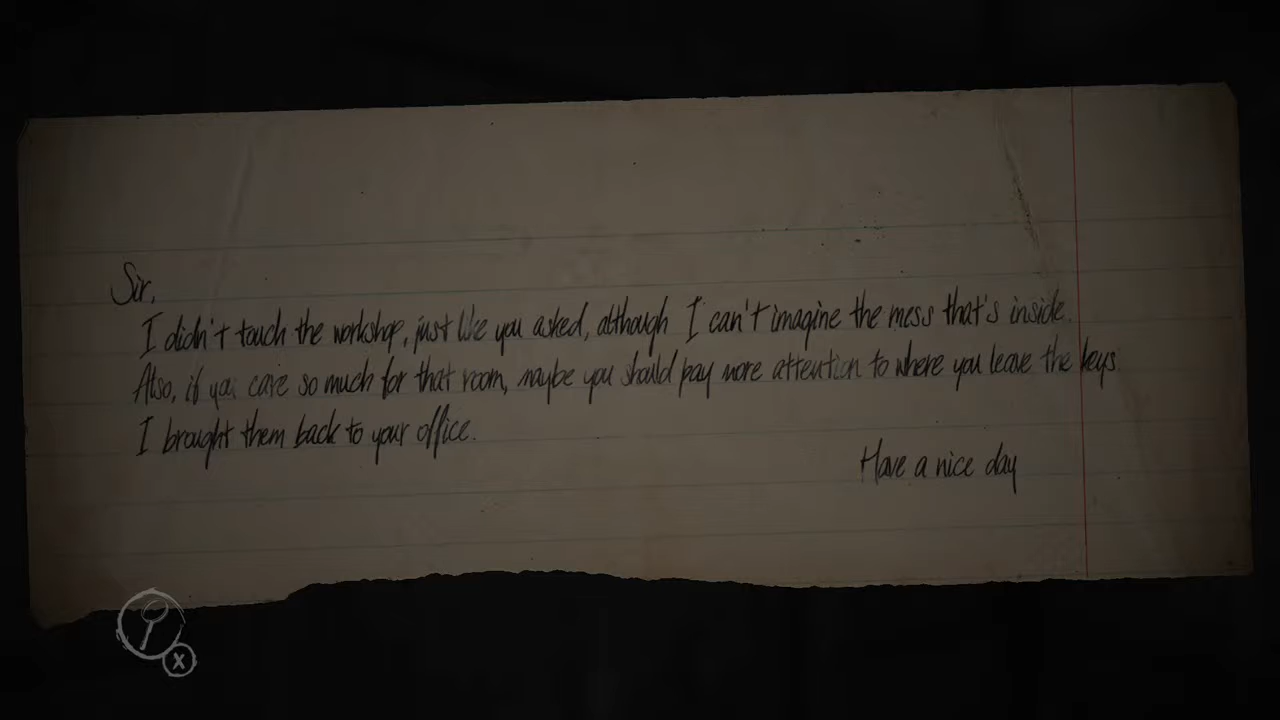 Sir,
I didn't touch the workshop, just like you asked, although I can't imagine the mess that's inside.
Also, if you care so much for that room, maybe you should pay more attention to where you leave the keys.
I brought them back to your office.
Have a nice day
X